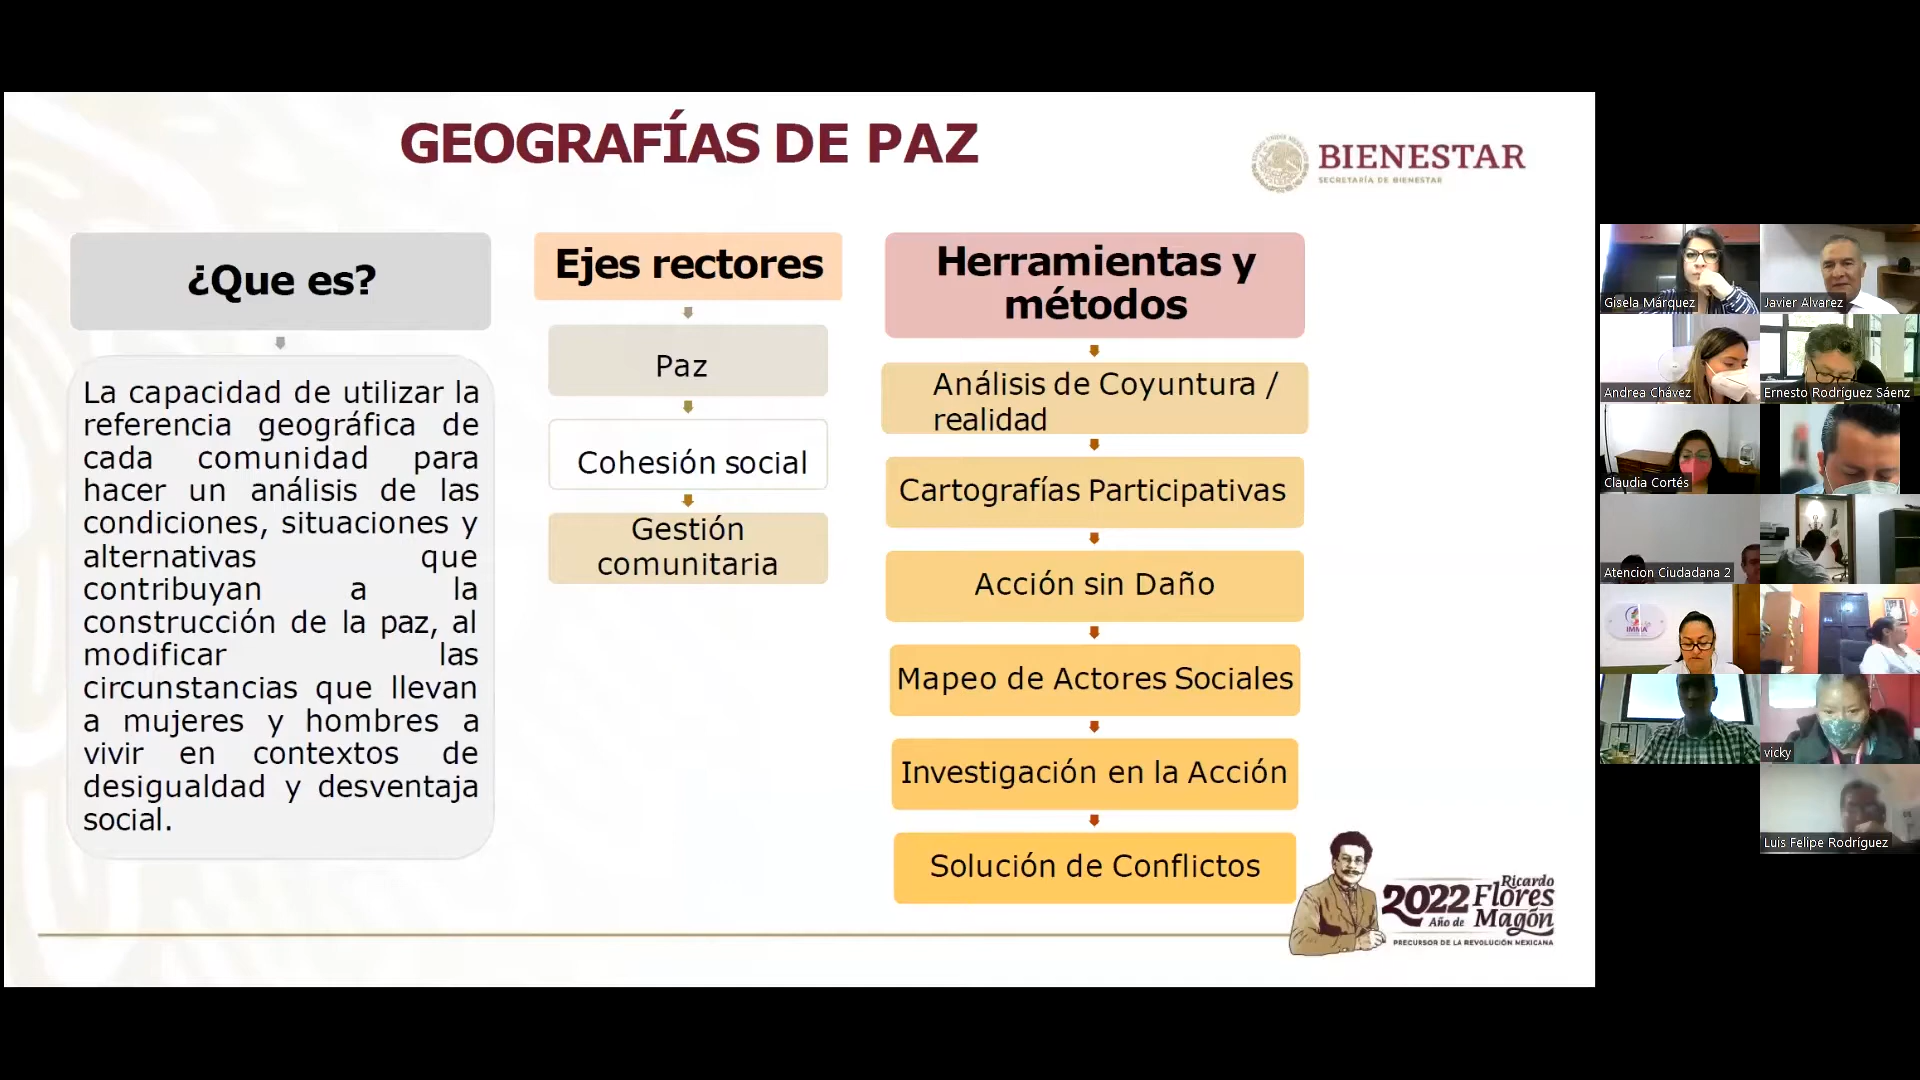 GEOGRAFÍAS DE PAZ
BIENESTAR
SECRETARÍA DE BIENESTAR
¿Que es?
La capacidad de utilizar la
referencia geográfica de
cada comunidad para
hacer un análisis de las
condiciones, situaciones y
alternativas que
contribuyan a la
construcción de la paz, al
modificar las
circunstancias que llevan
a mujeres y hombres a
vivir en contextos de
desigualdad y desventaja
social.
Ejes rectores
Paz
Cohesión social
Gestión
comunitaria
Herramientas y
métodos
Análisis de Coyuntura /
realidad
Cartografías Participativas
Acción sin Daño
Mapeo de Actores Sociales
Investigación en la Acción
Solución de Conflictos
2022 Ricardo
Flores
Año de Magón
PRECURSOR DE LA REVOLUCIÓN MEXICANA
Gisela Márquez
Javier Alvarez
Andrea Chávez
Ernesto Rodríguez Sáenz
Claudia Cortés
Atencion Ciudadana 2
IMMA
vicky
Luis Felipe Rodríguez